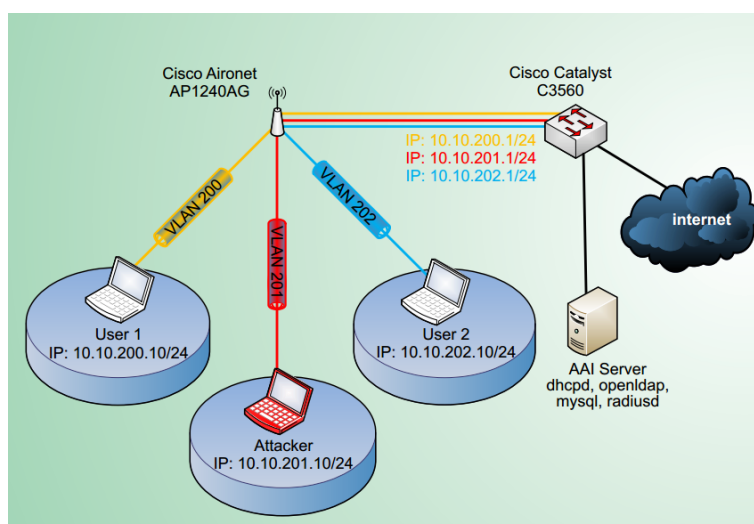 Cisco Aironet
AP1240AG
Cisco Catalyst
C3560
IP: 10.10.200.1/24
IP: 10.10.201.1/24
IP: 10.10.202.1/24
VLAN 200
VLAN 201
VLAN 202
internet
User 1
IP: 10.10.200.10/24
User 2
IP: 10.10.202.10/24
AAI Server
dhcpd, openldap,
mysql, radiusd
Attacker
IP: 10.10.201.10/24